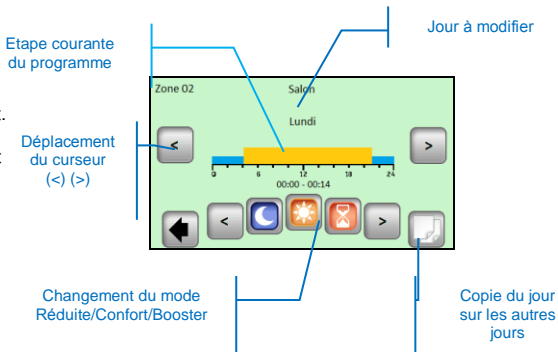 Etape courante
du programme
Jour à modifier
Zone 02
Salon
Lundi
t.
Déplacement
du curseur
(<) (>)
t
<
>
0 6 12 18 24
00:00 - 00:14
<
>
Changement du mode
Réduite/Confort/Booster
Copie du jour
sur les autres
jours